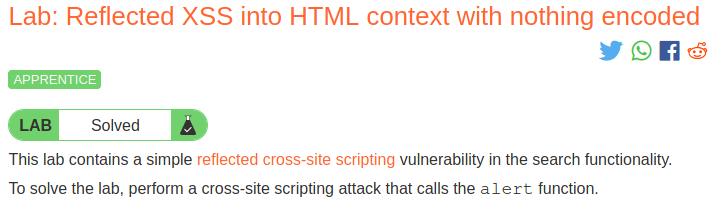 Lab: Reflected XSS into HTML context with nothing encoded
APPRENTICE
LAB Solved
This lab contains a simple reflected cross-site scripting vulnerability in the search functionality.
To solve the lab, perform a cross-site scripting attack that calls the alert function.